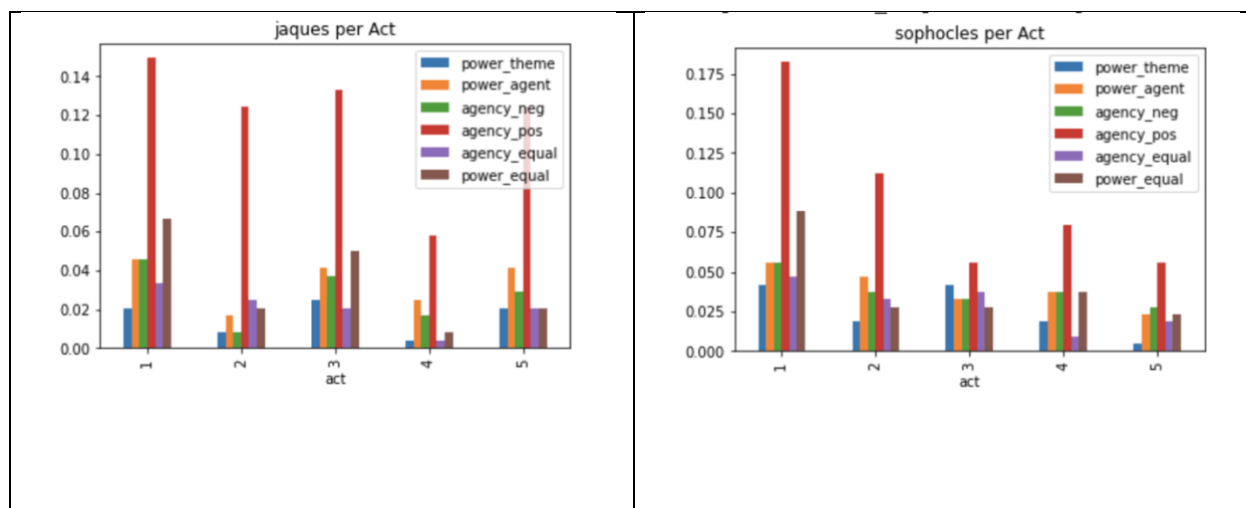 jaques per Act
power_theme
power_agent
agency_neg
agency_pos
agency_equal
power_equal
0.14
0.12
0.10
0.08
0.06
0.04
0.02
0.00
1
2
3
4
5
act
sophocles per Act
power_theme
power_agent
agency_neg
agency_pos
agency_equal
power_equal
0.175
0.150
0.125
0.100
0.075
0.050
0.025
0.000
1
2
3
4
5
act